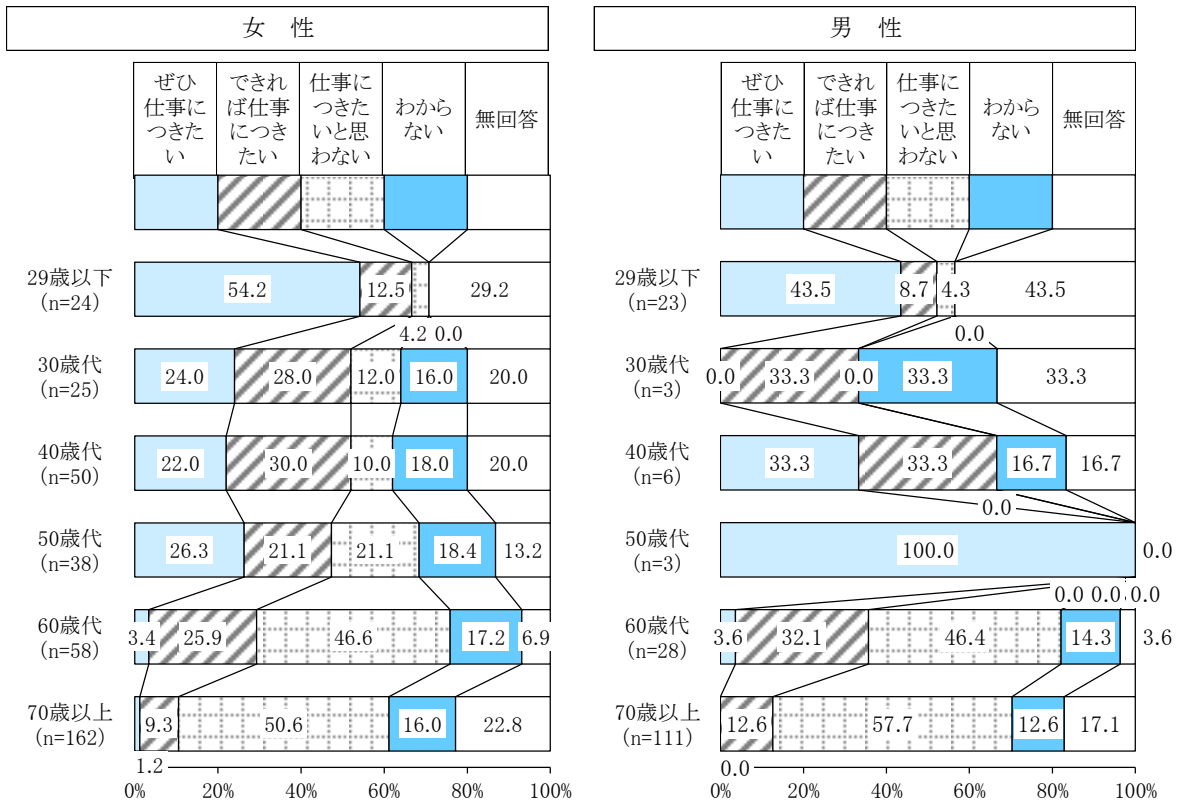 女 性
ぜひ
仕事に
つきた
い
できれ
ば仕事
につき
たい
仕事に
つきた
いと思
わない
わから
ない
無回答
29歳以下
(n=24)
54.2
12.5
29.2
4.2 0.0
30歳代
(n=25)
24.0
28.0
12.0
16.0
20.0
40歳代
(n=50)
22.0
30.0
10.0
18.0
20.0
50歳代
(n=38)
26.3
21.1
21.1
18.4
13.2
60歳代
(n=58)
3.4
25.9
46.6
17.2
6.9
70歳以上
(n=162)
9.3
50.6
16.0
22.8
1.2
0%
20%
40%
60%
80%
100%
男 性
ぜひ
仕事に
つきた
い
できれ
ば仕事
につき
たい
仕事に
つきた
いと思
わない
わから
ない
無回答
29歳以下
(n=23)
43.5
8.7
4.3
43.5
0.0
30歳代
(n=3)
0.0
33.3
0.0
33.3
33.3
40歳代
(n=6)
33.3
33.3
16.7
16.7
0.0
50歳代
(n=3)
100.0
0.0
0.0 0.0 0.0
60歳代
(n=28)
3.6
32.1
46.4
14.3
3.6
70歳以上
(n=111)
12.6
57.7
12.6
17.1
0.0
0%
20%
40%
60%
80%
100%